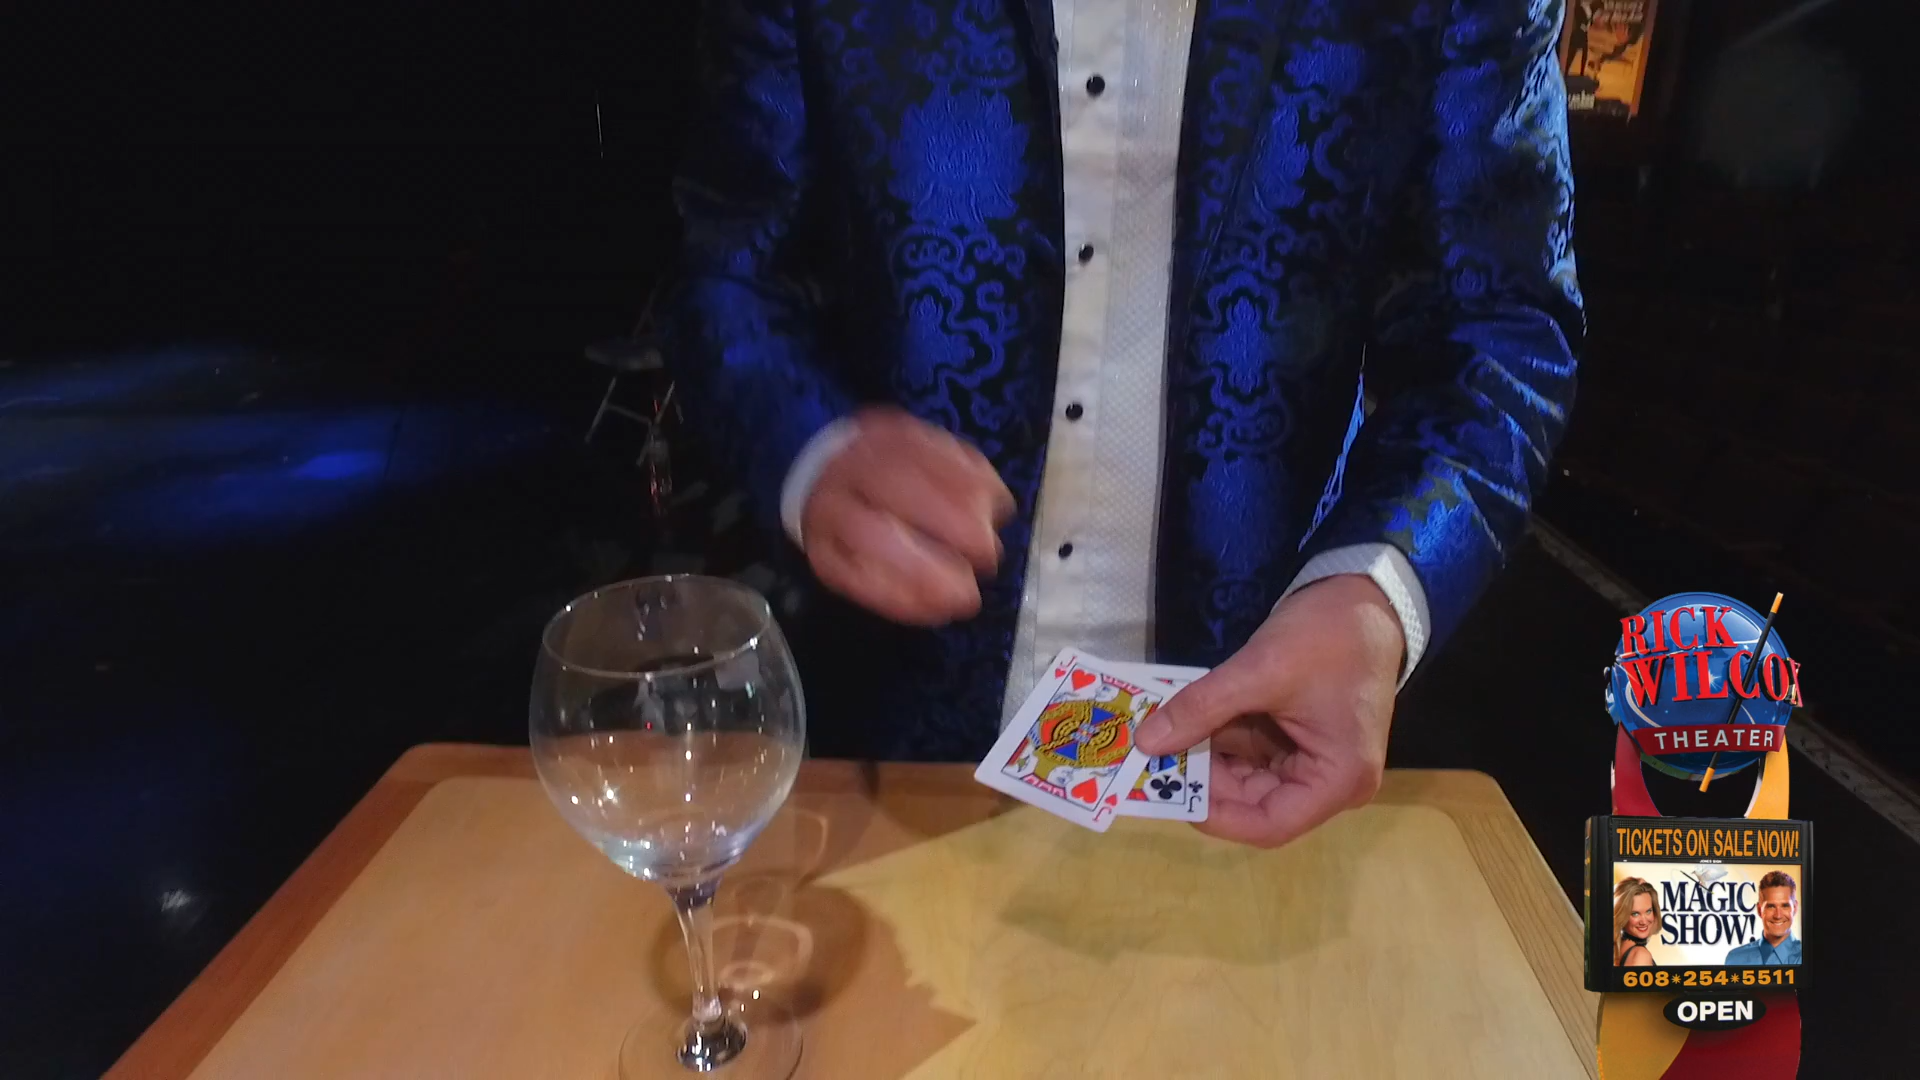 J
J
J
RICK
WILCOX
THEATER
TICKETS ON SALE NOW!
MAGIC
SHOW!
608*254*5511
OPEN